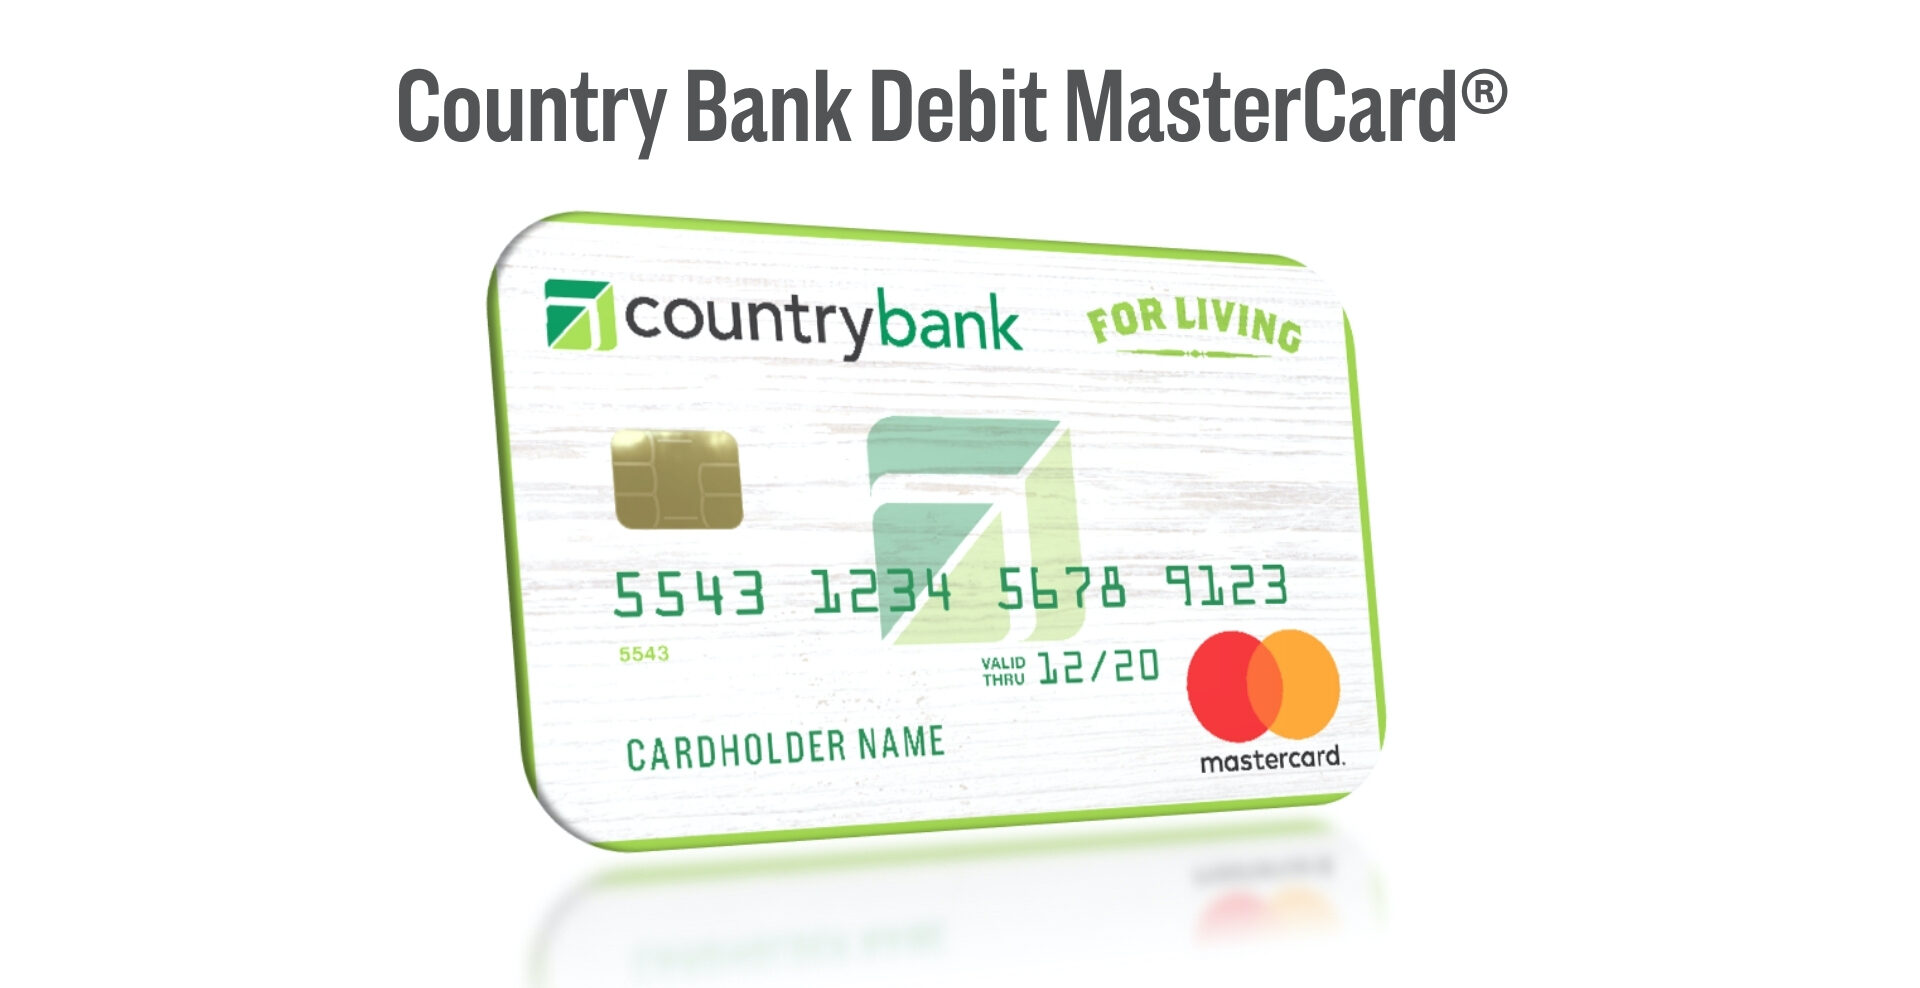 Country Bank Debit MasterCard®
countrybank FOR LIVING
5543 1234 5678 9123
5543
VALID THRU 12/20
CARDHOLDER NAME
mastercard.